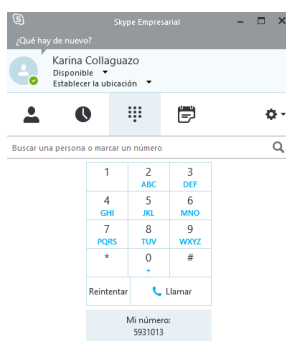 Skype Empresarial
¿Qué hay de nuevo?
Karina Collaguazo
Disponible
Establecer la ubicación
Buscar una persona o marcar un número
1 2 3
ABC DEF
4 5 6
GHI JKL MNO
7 8 9
PQRS TUV WXYZ
* 0 #
+
Reintentar Llamar
Mi número:
5931013